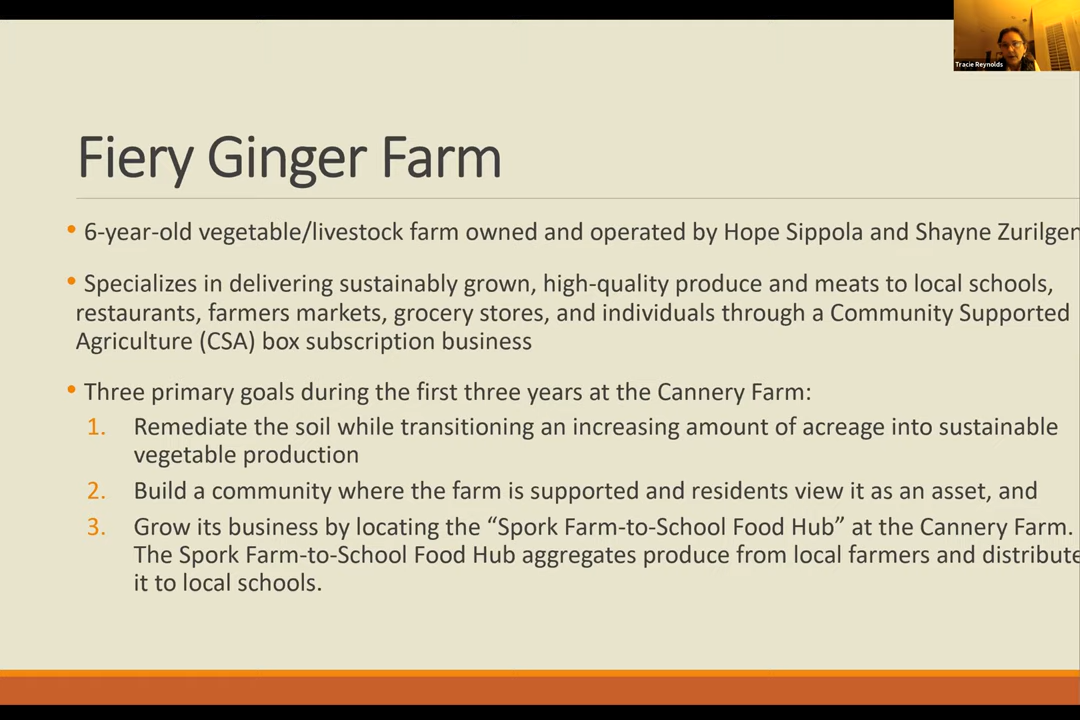 Tracie Reynolds
Fiery Ginger Farm
• 6-year-old vegetable/livestock farm owned and operated by Hope Sippola and Shayne Zurilgen
• Specializes in delivering sustainably grown, high-quality produce and meats to local schools,
restaurants, farmers markets, grocery stores, and individuals through a Community Supported
Agriculture (CSA) box subscription business
• Three primary goals during the first three years at the Cannery Farm:
1. Remediate the soil while transitioning an increasing amount of acreage into sustainable
vegetable production
2. Build a community where the farm is supported and residents view it as an asset, and
3. Grow its business by locating the “Spork Farm-to-School Food Hub” at the Cannery Farm.
The Spork Farm-to-School Food Hub aggregates produce from local farmers and distribute
it to local schools.